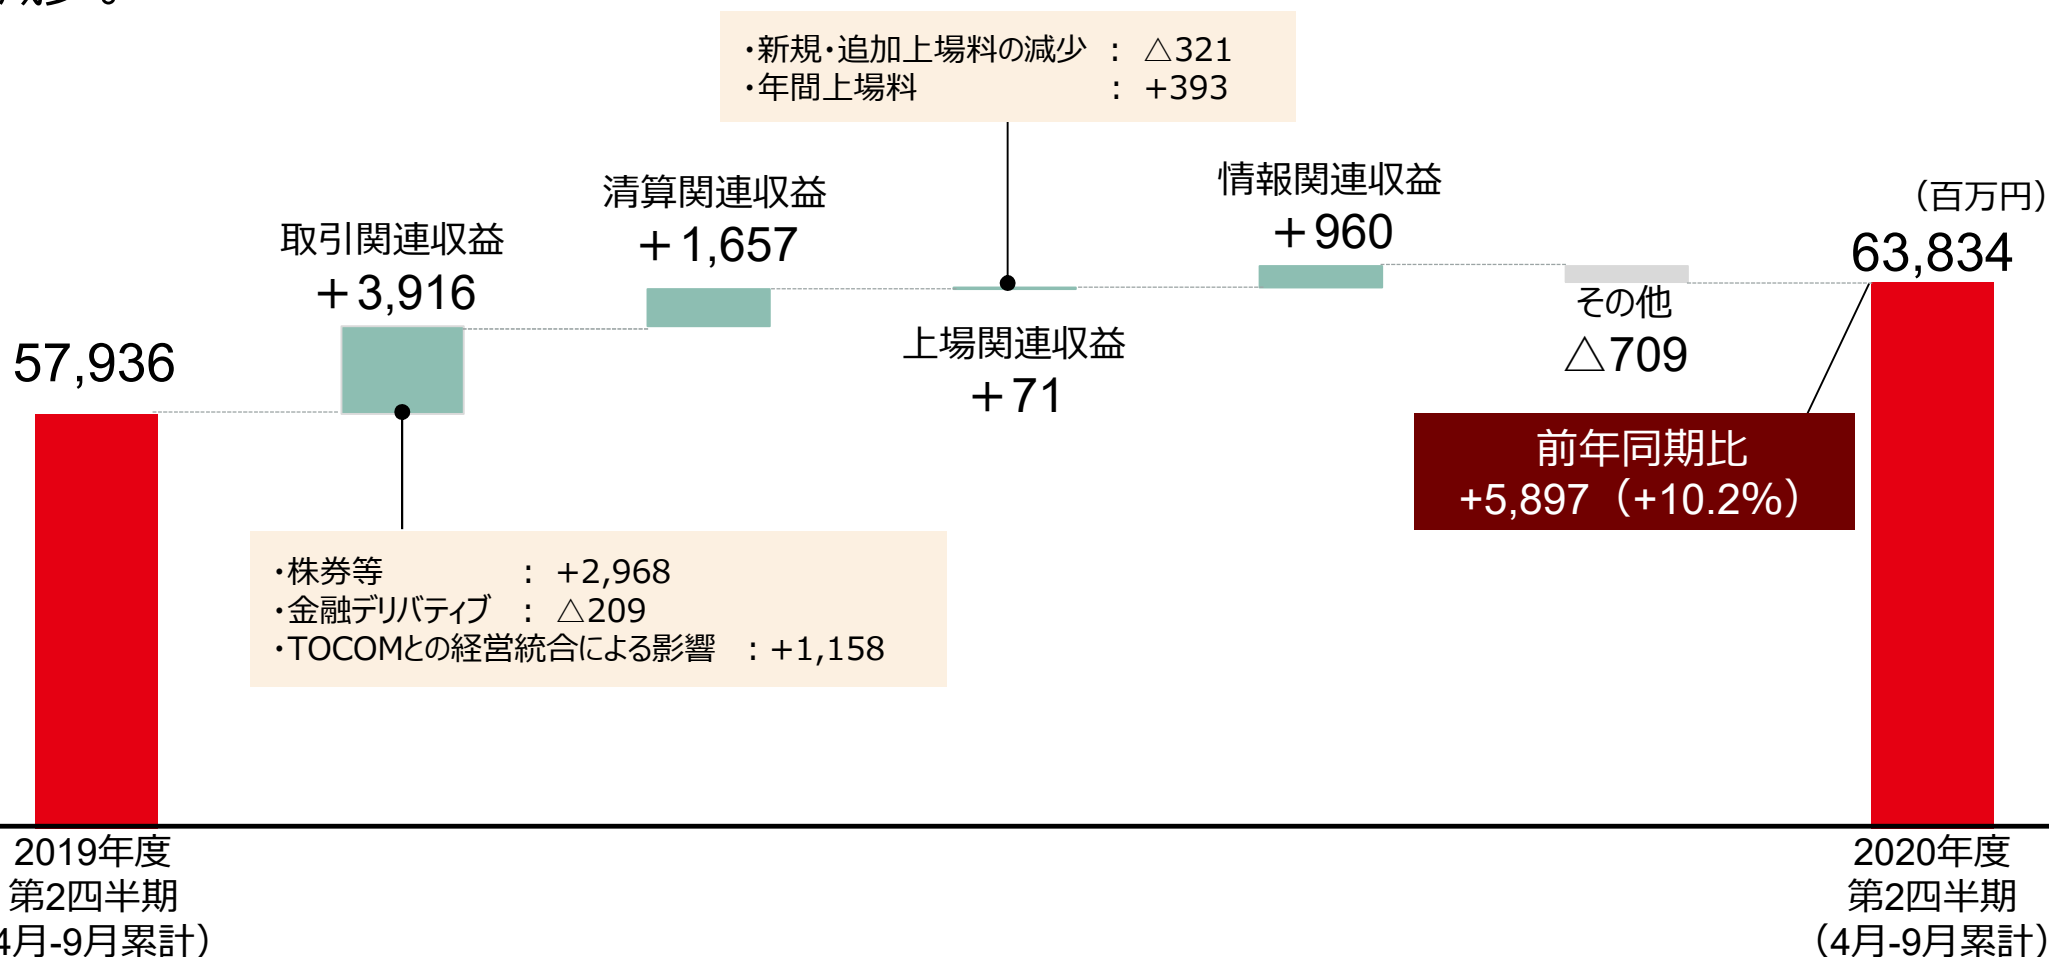 減少。
・新規・追加上場料の減少 : △321
・年間上場料 : +393
情報関連収益
+960
清算関連収益
+1,657
(百万円)
63,834
取引関連収益
+3,916
その他
△709
上場関連収益
+71
57,936
前年同期比
+5,897(+10.2%)
・株券等 : +2,968
・金融デリバティブ : △209
・TOCOMとの経営統合による影響 : +1,158
2019年度
第2四半期
4月-9月累計)
2020年度
第2四半期
(4月-9月累計)